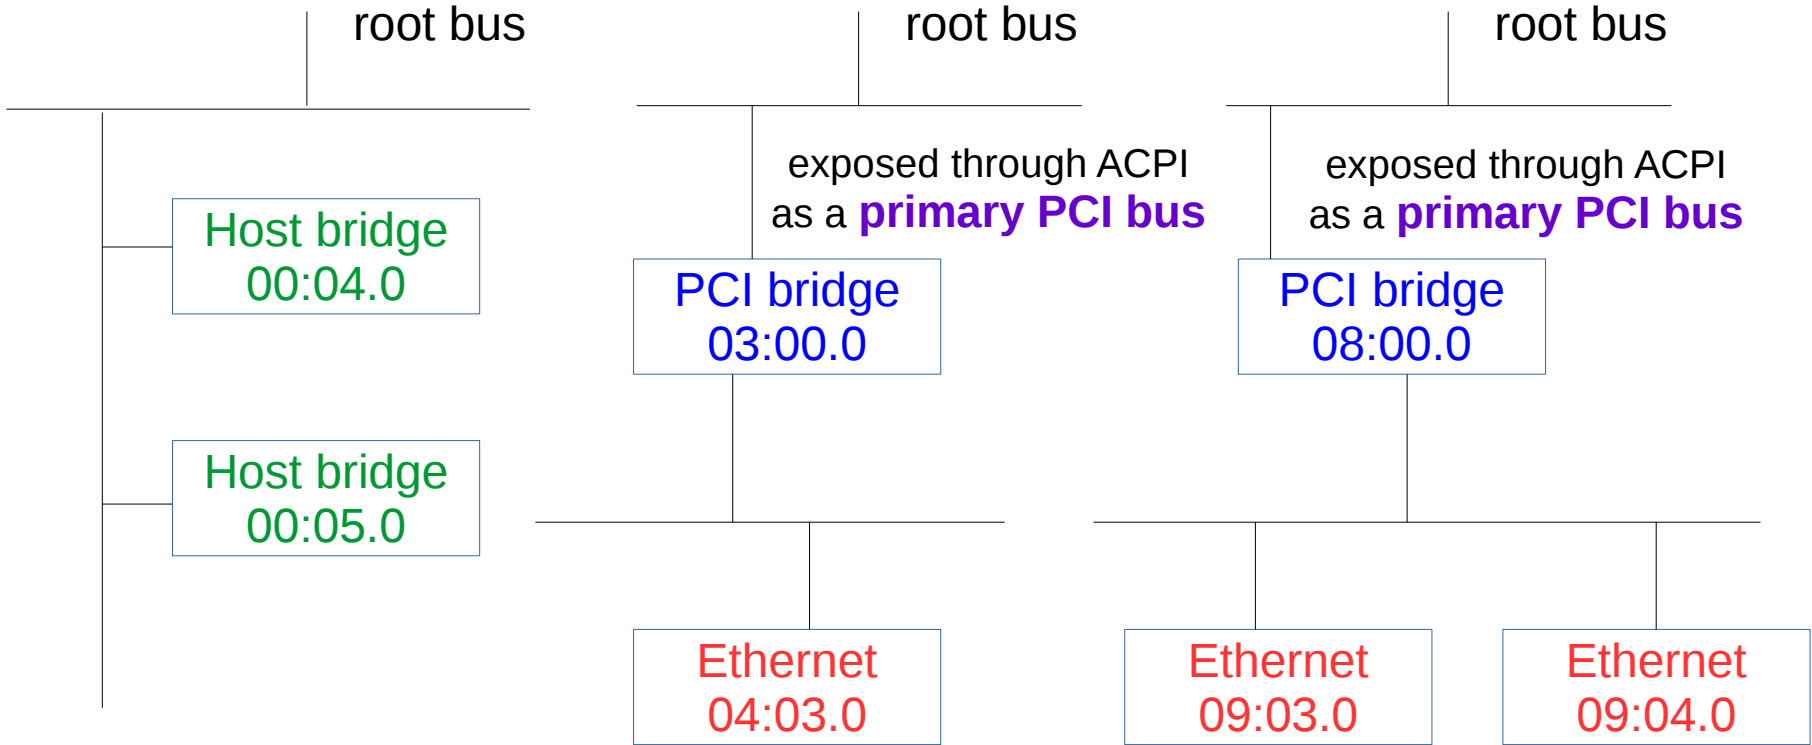 root bus
root bus
root bus
exposed through ACPI
as a primary PCI bus
exposed through ACPI
as a primary PCI bus
Host bridge
00:04.0
PCI bridge
03:00.0
PCI bridge
08:00.0
Host bridge
00:05.0
Ethernet
04:03.0
Ethernet
09:03.0
Ethernet
09:04.0